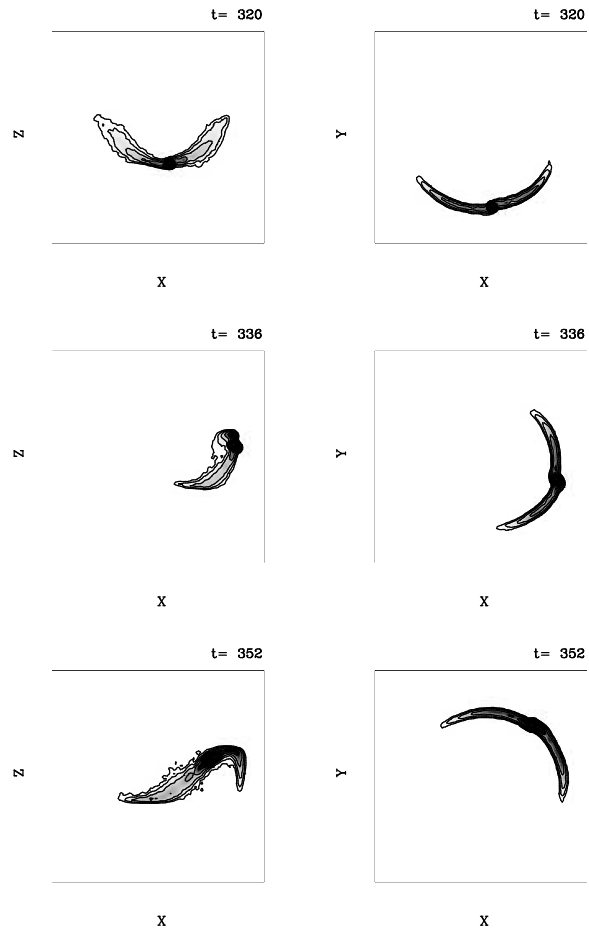 t= 320 t= 320
Z Y
X X
t= 336 t= 336
Z Y
X X
t= 352 t= 352
Z Y
X X